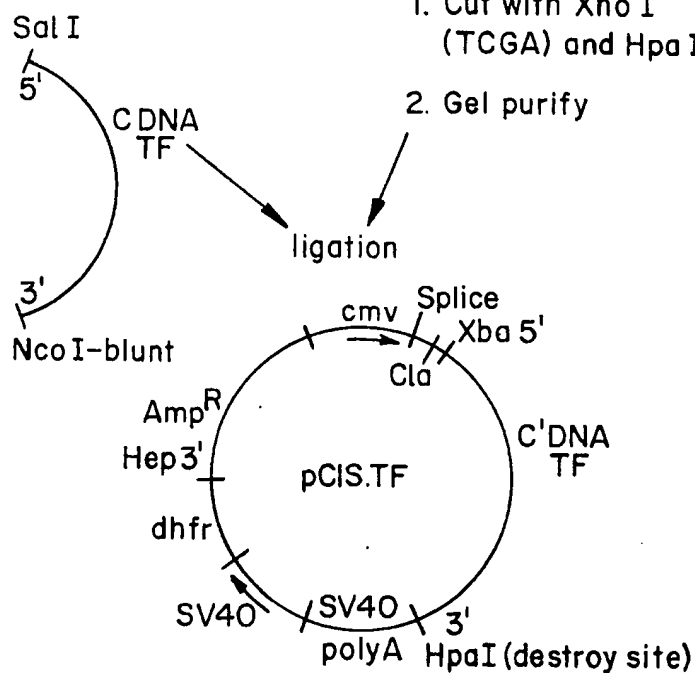 1. Cut with Xho I
(TCGA) and Hpa I
2. Gel purify
Sal I
5'
CDNA
TF
3'
NcoI-blunt
ligation
cmv
Splice
Xba 5'
Cla
AmpR
Hep 3'
pCIS.TF
C'DNA
TF
dhfr
SV40
SV40
polyA
3'
HpaI (destroy site)